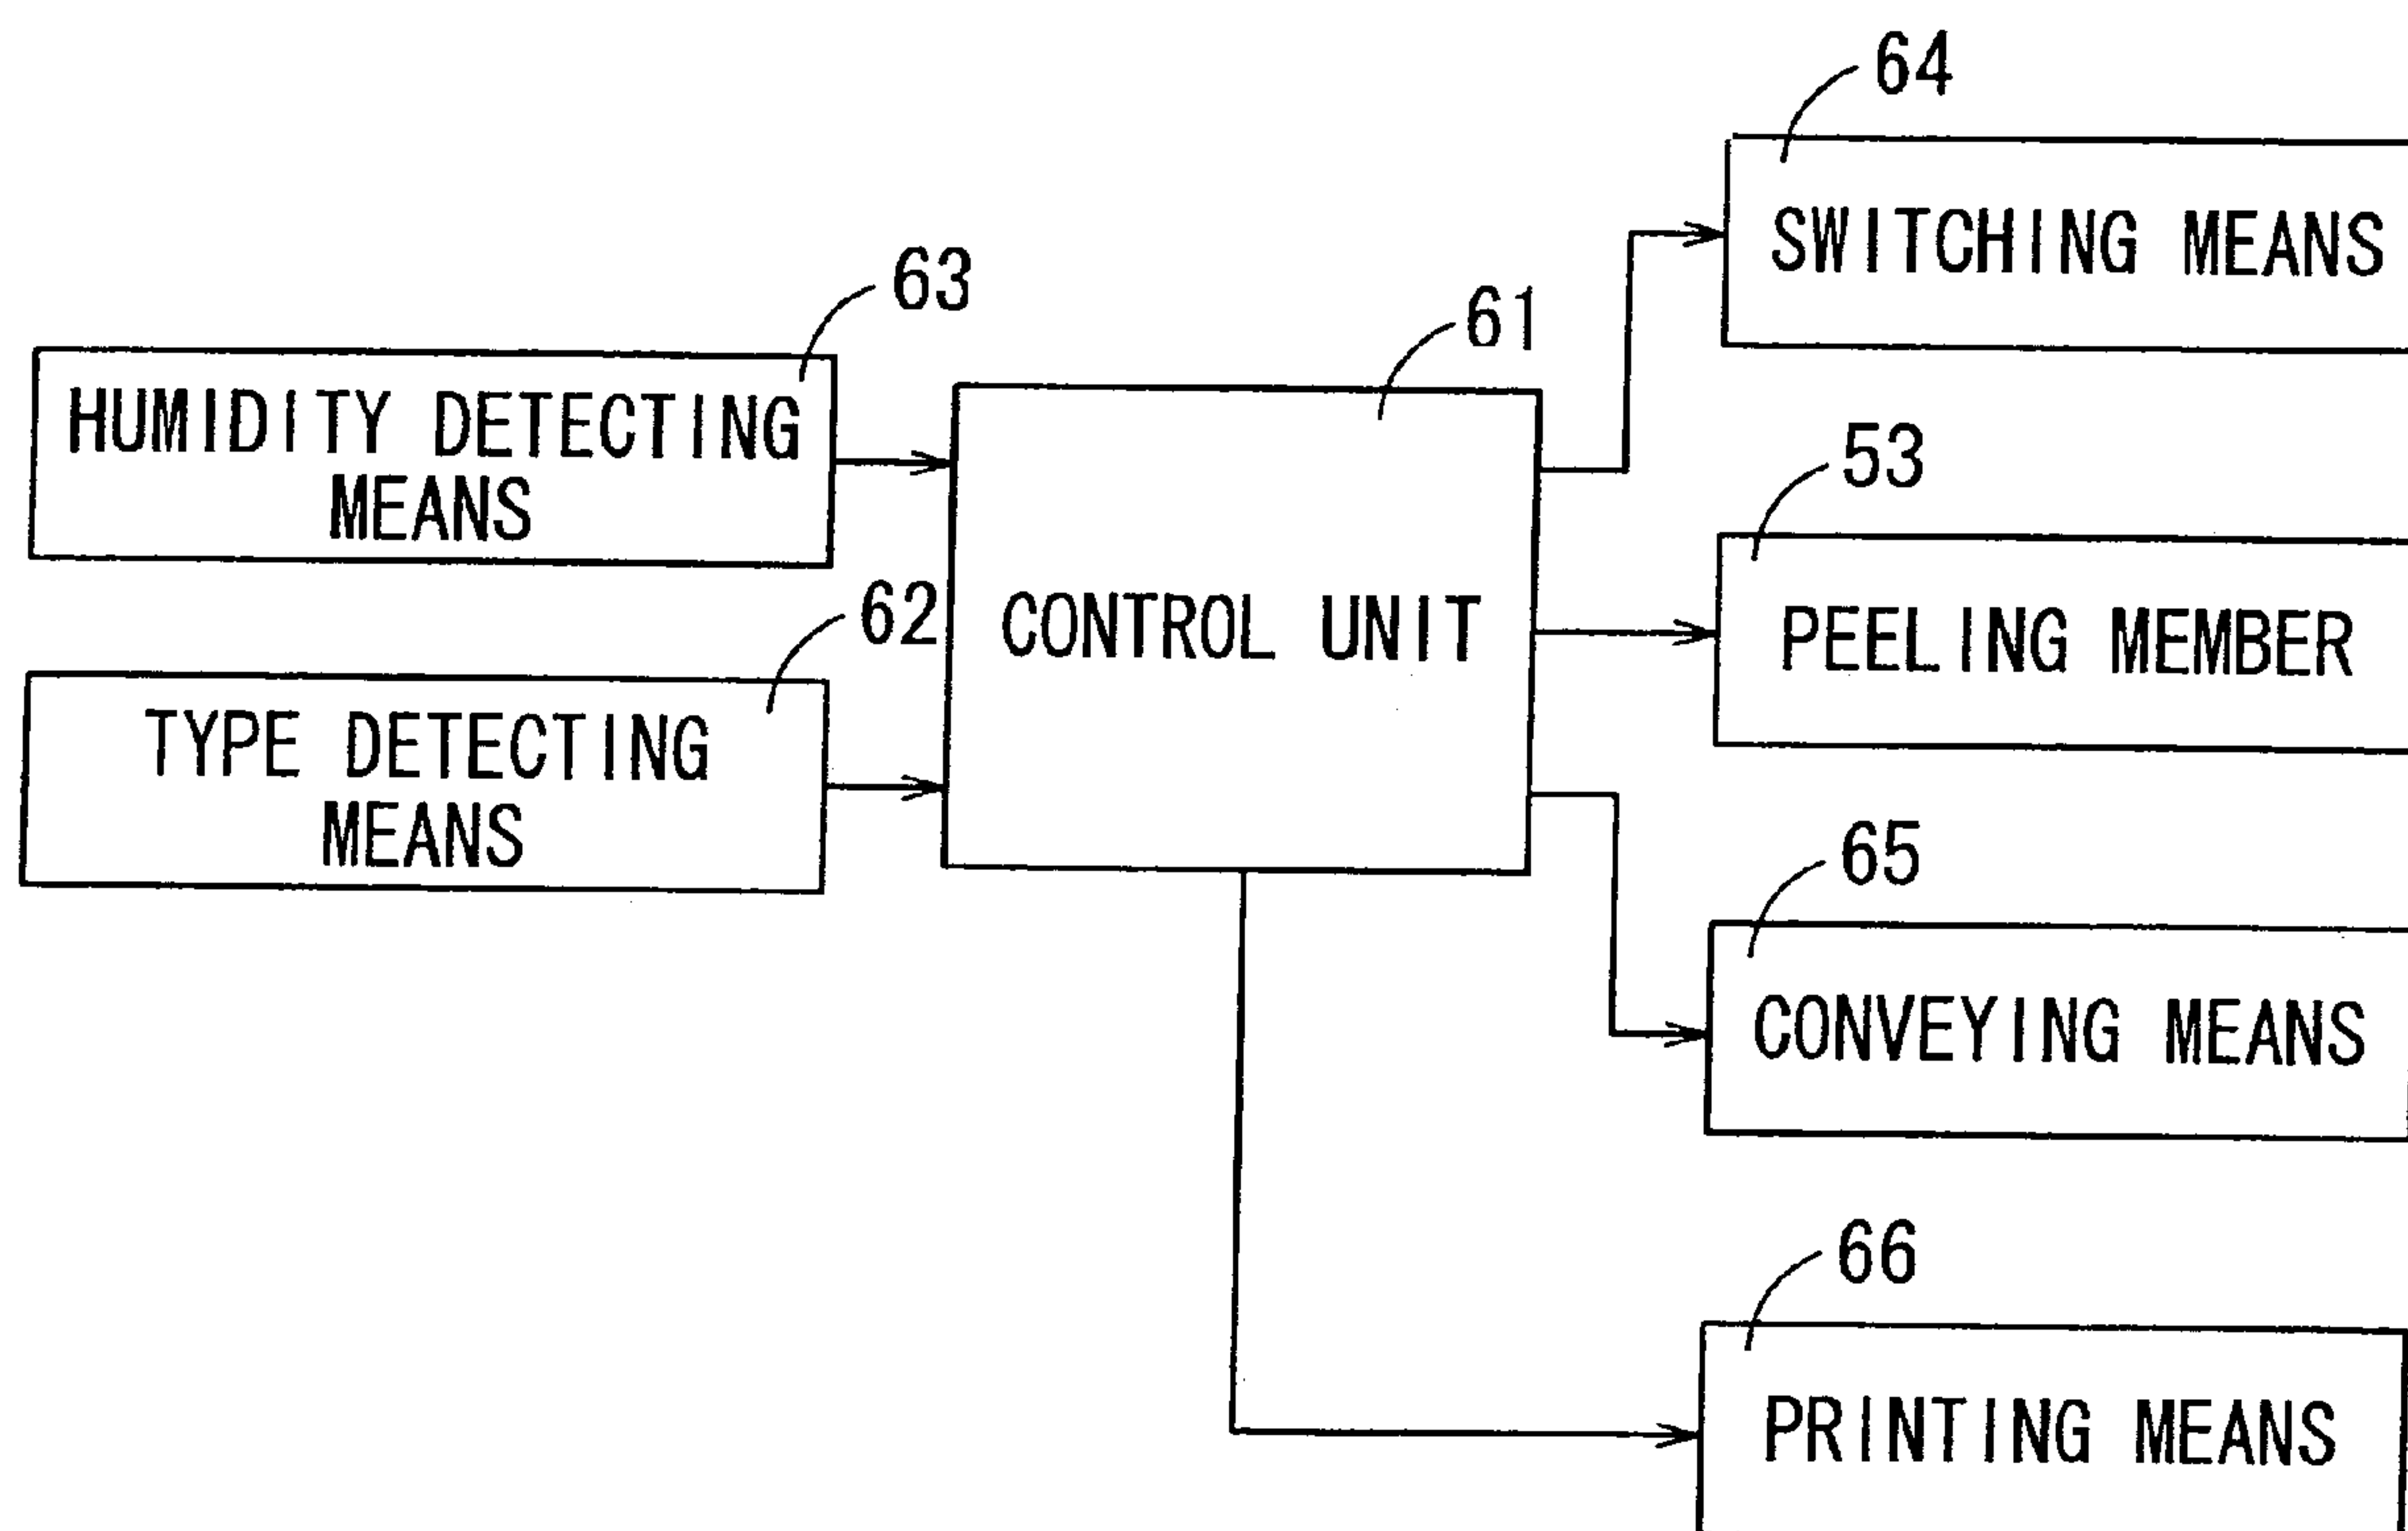 64
SWITCHING MEANS
63
61
HUMIDITY DETECTING
MEANS
53
62
CONTROL UNIT
PEELING MEMBER
TYPE DETECTING
MEANS
65
CONVEYING MEANS
66
PRINTING MEANS